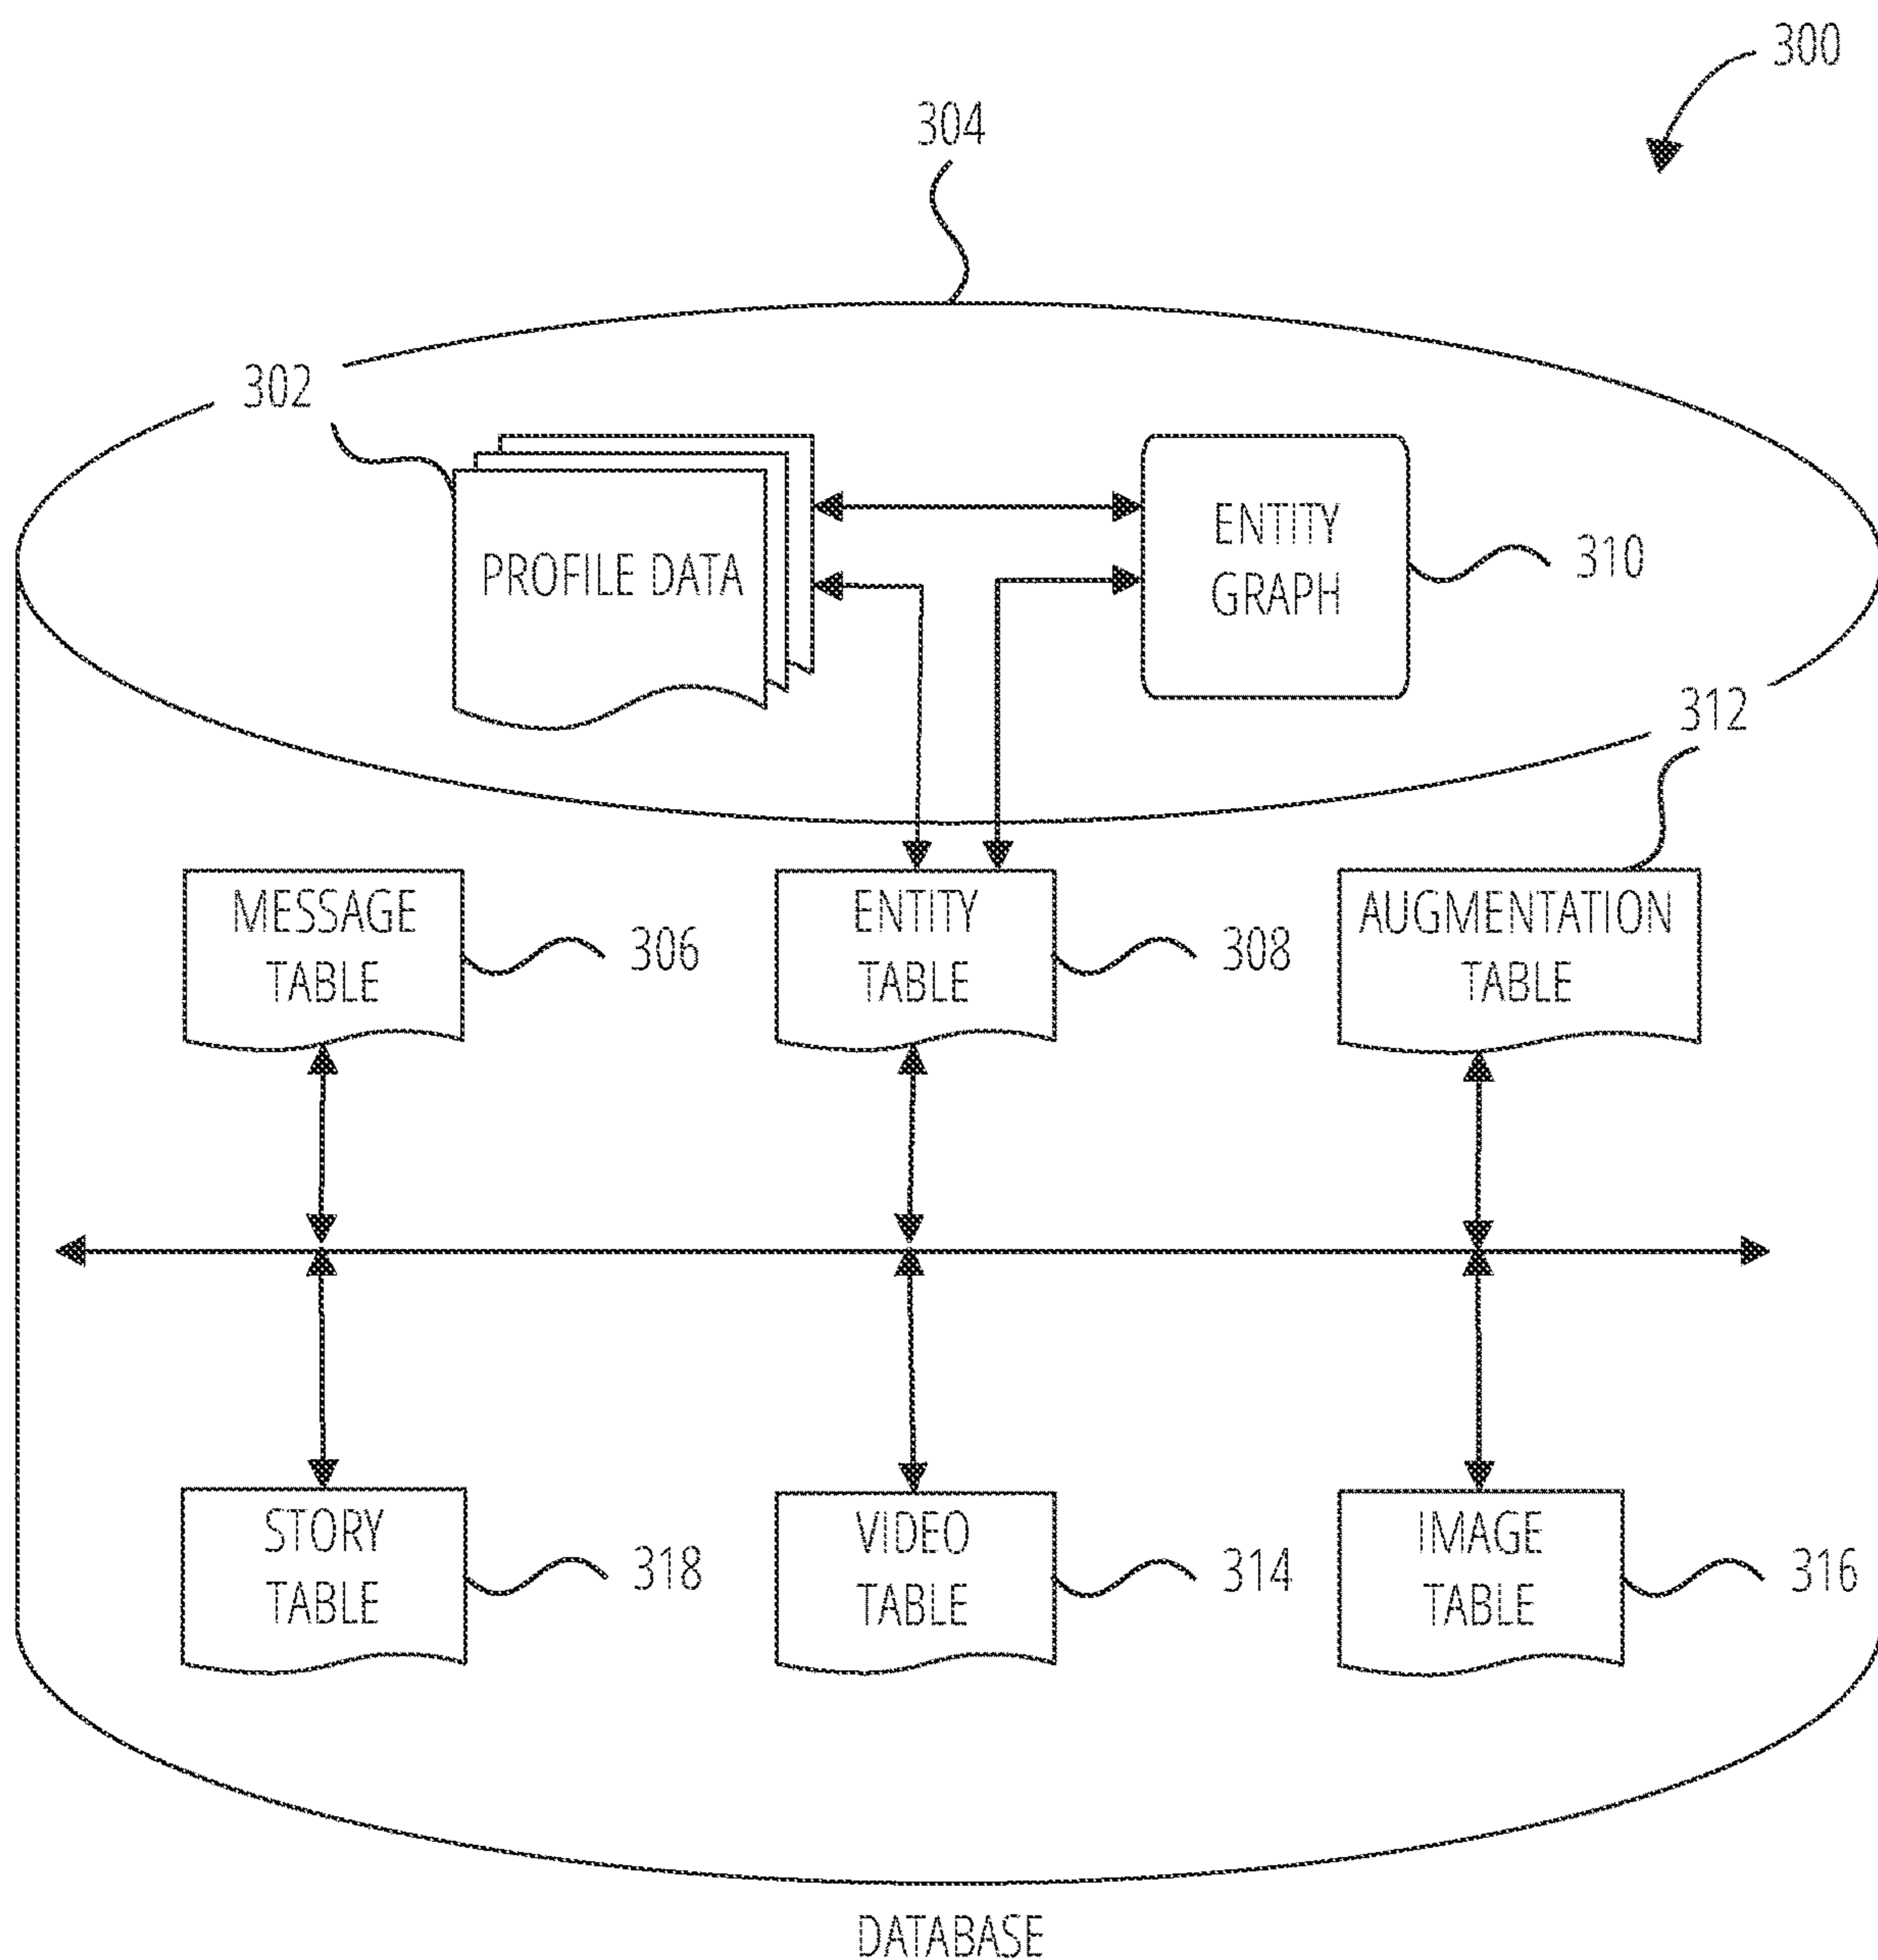 300
304
302
PROFILE DATA
ENTITY
GRAPH
310
312
MESSAGE
TABLE
306
ENTITY
TABLE
308
AUGMENTATION
TABLE
STORY
TABLE
318
VIDEO
TABLE
314
IMAGE
TABLE
316
DATABASE